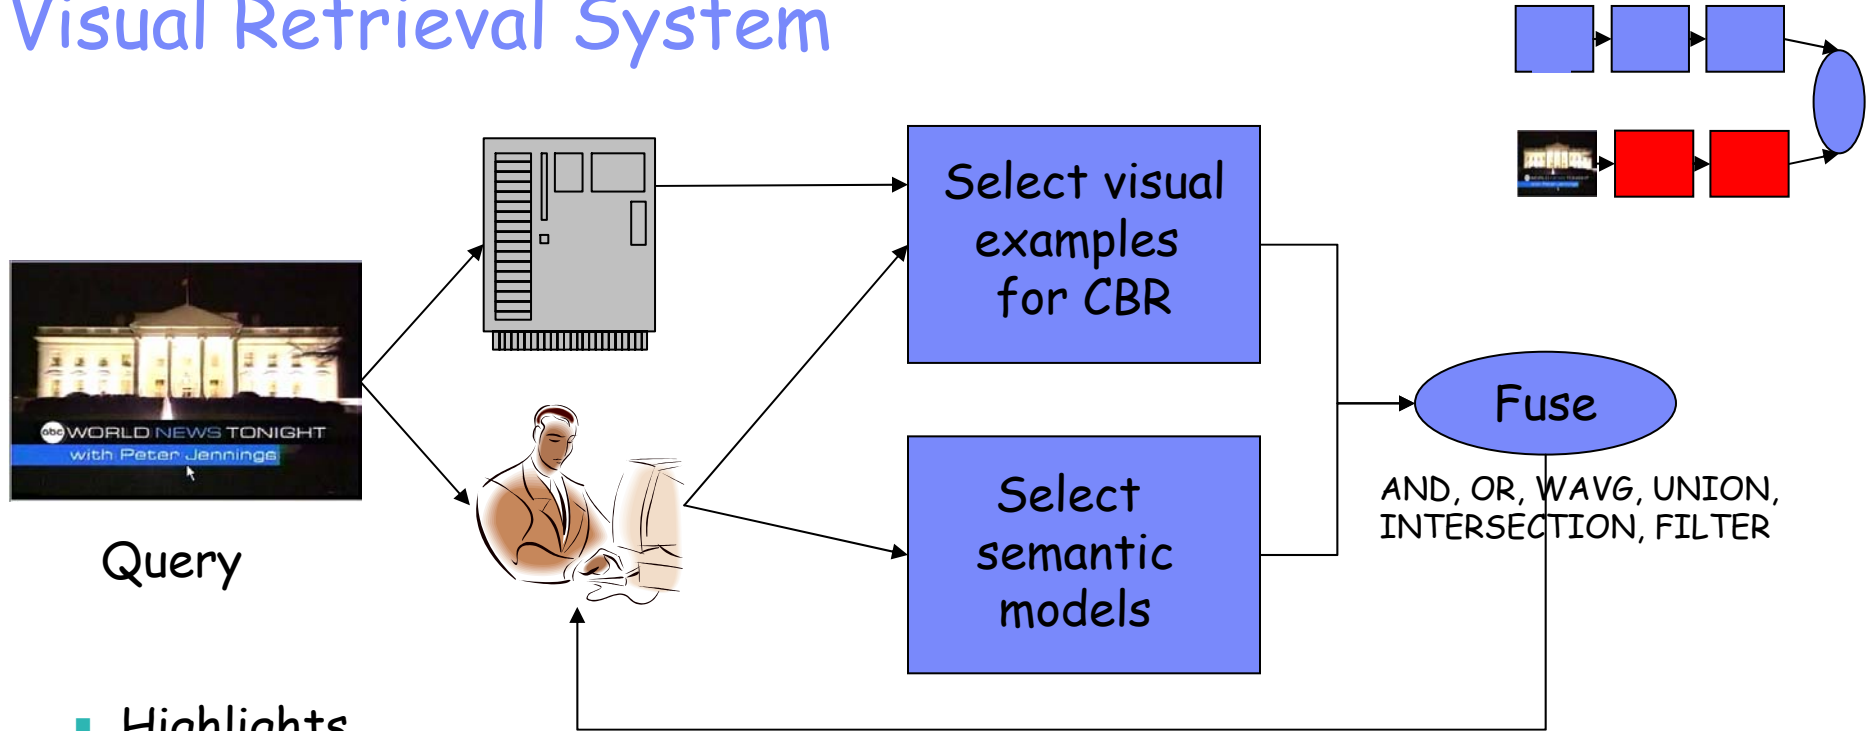 Visual Retrieval System
Select visual
examples
for CBR
abc WORLD NEWS TONIGHT
with Peter Jennings
Query
Select
semantic
models
Fuse
AND, OR, WAVG, UNION,
INTERSECTION, FILTER
Highlights